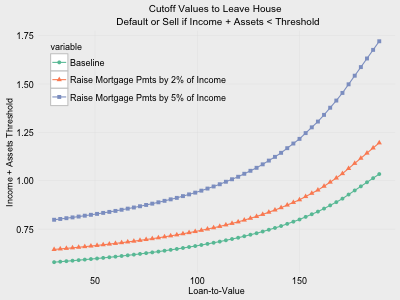 Cutoff Values to Leave House
Default or Sell if Income + Assets < Threshold
1.75
1.50
1.25
1.00
0.75
Income + Assets Threshold
variable
Baseline
Raise Mortgage Pmts by 2% of Income
Raise Mortgage Pmts by 5% of Income
50
100
150
Loan-to-Value